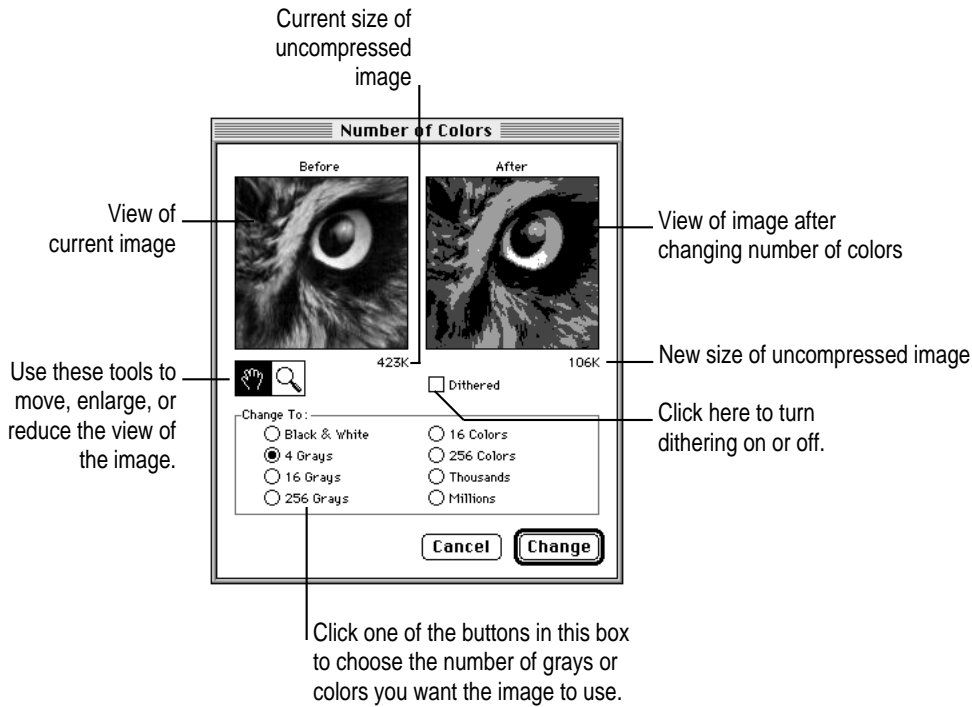 Current size of
uncompressed
image
Number of Colors
Before
After
View of
current image
View of image after
changing number of colors
423K
106K
New size of uncompressed image
Use these tools to
move, enlarge, or
reduce the view of
the image.
Dithered
Click here to turn
dithering on or off.
Change To:
Black & White
4 Grays
16 Grays
256 Grays
16 Colors
256 Colors
Thousands
Millions
Cancel
Change
Click one of the buttons in this box
to choose the number of grays or
colors you want the image to use.